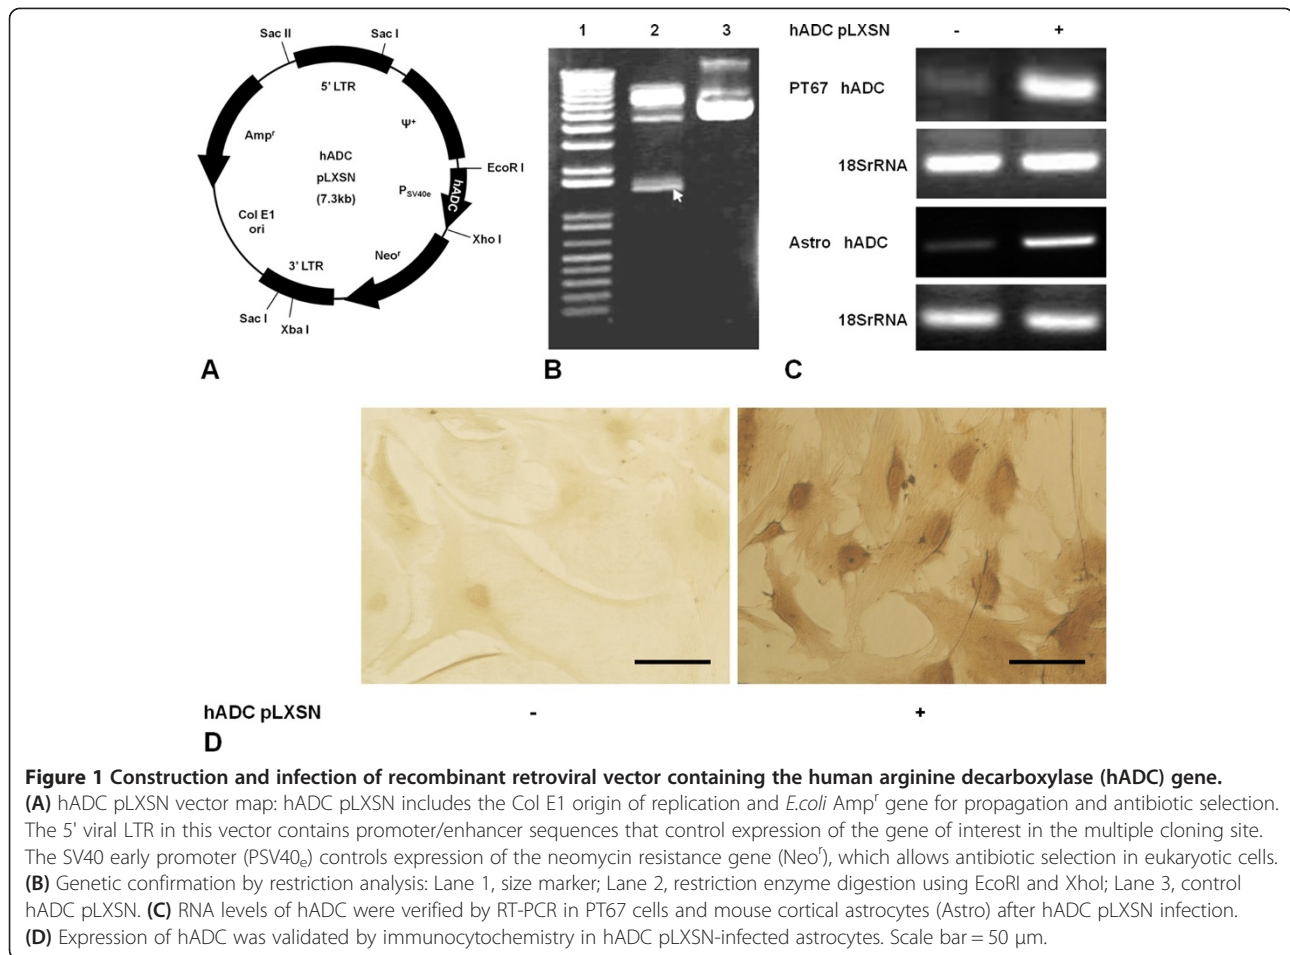 Sac II
Sac I
5' LTR
Ampʳ
Ψ⁺
hADC
pLXSN
(7.3kb)
EcoR I
hADC
PSV40e
Xho I
Col E1
ori
Neoʳ
3' LTR
Sac I
Xba I
A
1 2 3
B
hADC pLXSN - +
PT67 hADC
18SrRNA
Astro hADC
18SrRNA
C
hADC pLXSN - +
D
Figure 1 Construction and infection of recombinant retroviral vector containing the human arginine decarboxylase (hADC) gene.
(A) hADC pLXSN vector map: hADC pLXSN includes the Col E1 origin of replication and E.coli Ampʳ gene for propagation and antibiotic selection.
The 5' viral LTR in this vector contains promoter/enhancer sequences that control expression of the gene of interest in the multiple cloning site.
The SV40 early promoter (PSV40ₑ) controls expression of the neomycin resistance gene (Neoʳ), which allows antibiotic selection in eukaryotic cells.
(B) Genetic confirmation by restriction analysis: Lane 1, size marker; Lane 2, restriction enzyme digestion using EcoRI and XhoI; Lane 3, control
hADC pLXSN. (C) RNA levels of hADC were verified by RT-PCR in PT67 cells and mouse cortical astrocytes (Astro) after hADC pLXSN infection.
(D) Expression of hADC was validated by immunocytochemistry in hADC pLXSN-infected astrocytes. Scale bar = 50 μm.